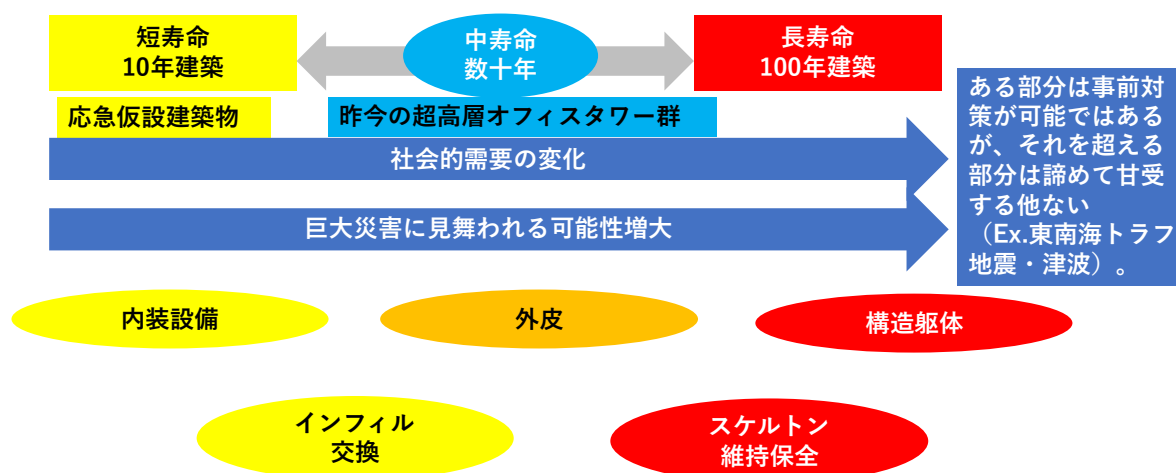 短寿命
10年建築
中寿命
数十年
長寿命
100年建築
応急仮設建築物
昨今の超高層オフィスタワー群
社会的需要の変化
巨大災害に見舞われる可能性増大
ある部分は事前対
策が可能ではある
が、それを超える
部分は諦めて甘受
する他ない
（Ex.東南海トラフ
地震・津波）。
内装設備
外皮
構造躯体
インフィル
交換
スケルトン
維持保全